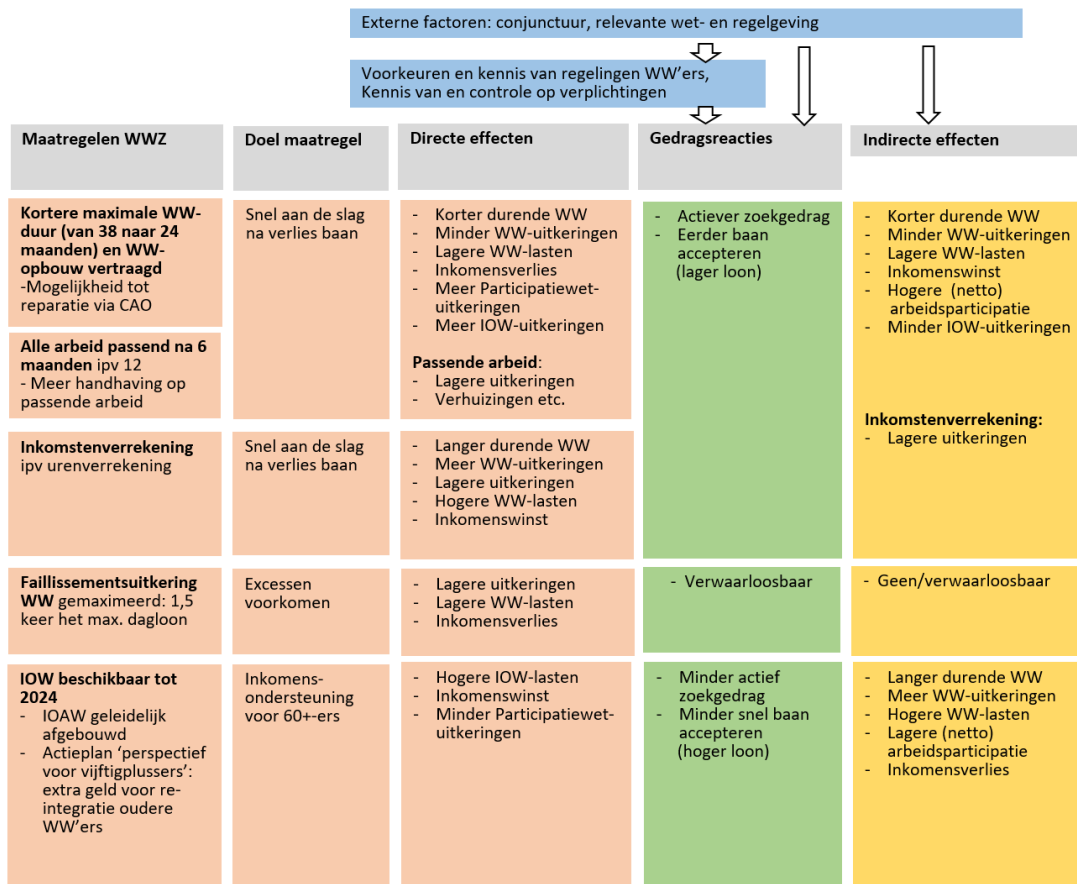 Externe factoren: conjunctuur, relevante wet- en regelgeving
Voorkeuren en kennis van regelingen WW’ers,
Kennis van en controle op verplichtingen
Maatregelen WWZ
Doel maatregel
Directe effecten
Gedragsreacties
Indirecte effecten
Kortere maximale WW-
duur (van 38 naar 24
maanden) en WW-
opbouw vertraagd
-Mogelijkheid tot
reparatie via CAO
Alle arbeid passend na 6
maanden ipv 12
- Meer handhaving op
passende arbeid
Snel aan de slag
na verlies baan
- Korter durende WW
- Minder WW-uitkeringen
- Lagere WW-lasten
- Inkomensverlies
- Meer Participatiewet-
uitkeringen
- Meer IOW-uitkeringen
Passende arbeid:
- Lagere uitkeringen
- Verhuizingen etc.
- Actiever zoekgedrag
- Eerder baan
accepteren
(lager loon)
- Korter durende WW
- Minder WW-uitkeringen
- Lagere WW-lasten
- Inkomenswinst
- Hogere (netto)
arbeidsparticipatie
- Minder IOW-uitkeringen
Inkomstenverrekening:
- Lagere uitkeringen
Inkomstenverrekening
ipv urenverrekening
Snel aan de slag
na verlies baan
- Langer durende WW
- Meer WW-uitkeringen
- Lagere uitkeringen
- Hogere WW-lasten
- Inkomenswinst
Faillissementsuitkering
WW gemaximeerd: 1,5
keer het max. dagloon
Excessen
voorkomen
- Lagere uitkeringen
- Lagere WW-lasten
- Inkomensverlies
- Verwaarloosbaar
- Geen/verwaarloosbaar
IOW beschikbaar tot
2024
- IOAW geleidelijk
afgebouwd
- Actieplan ‘perspectief
voor vijftigplussers’:
extra geld voor re-
integratie oudere
WW’ers
Inkomens-
ondersteuning
voor 60+-ers
- Hogere IOW-lasten
- Inkomenswinst
- Minder Participatiewet-
uitkeringen
- Minder actief
zoekgedrag
- Minder snel baan
accepteren
(hoger loon)
- Langer durende WW
- Meer WW-uitkeringen
- Hogere WW-lasten
- Lagere (netto)
arbeidsparticipatie
- Inkomensverlies